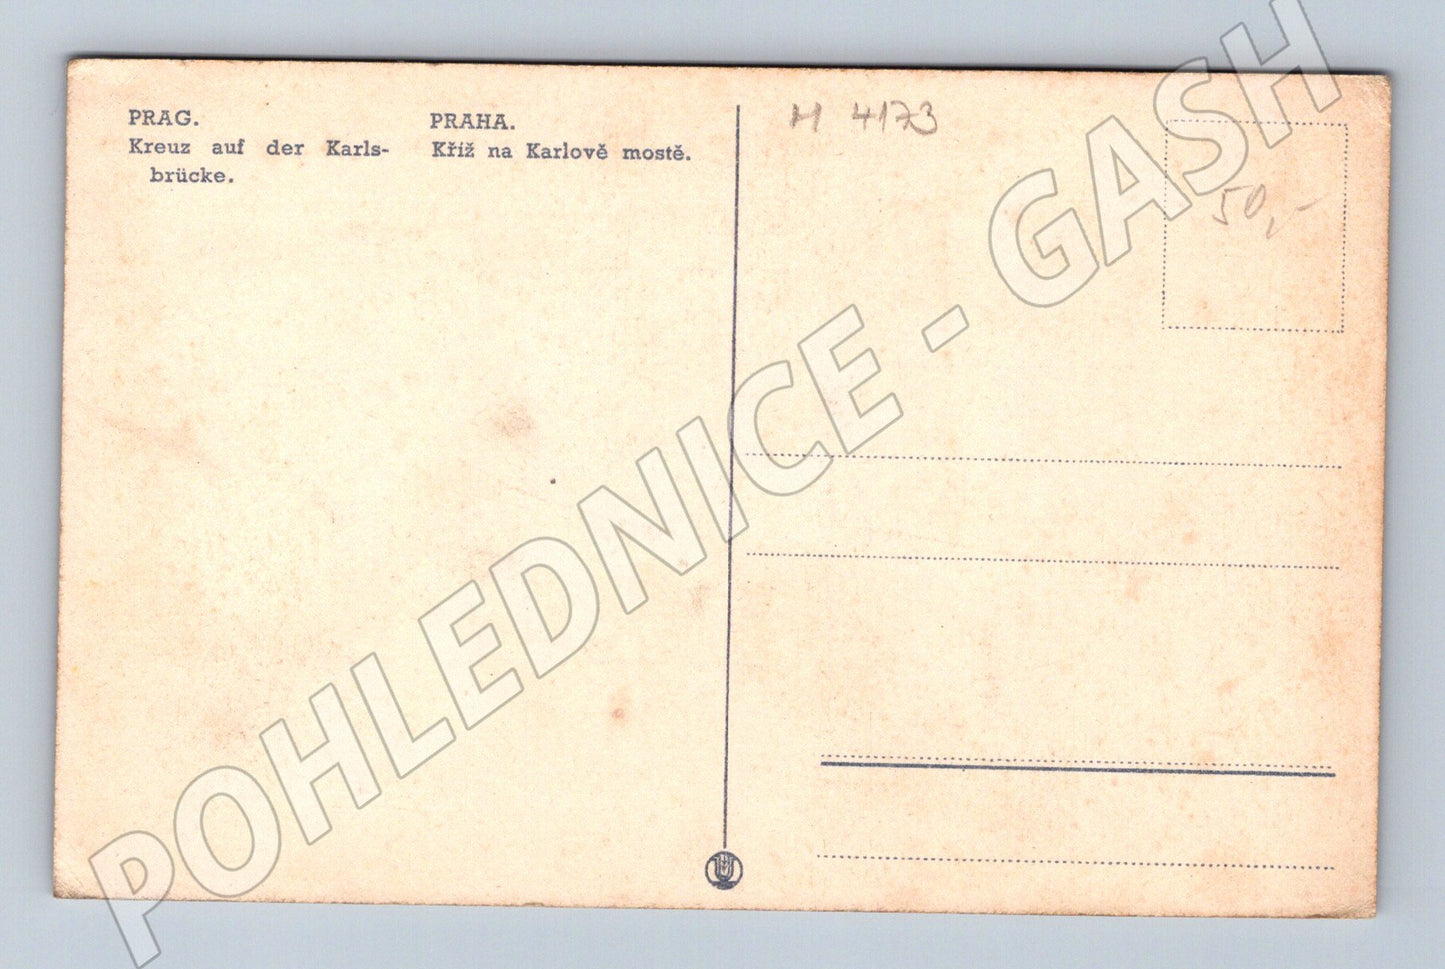 PRAG.
Kreuz auf der Karls-
brücke.
PRAHA.
Kříž na Karlově mostě.
M 4173
50,-
POHLEDNICE - GASH